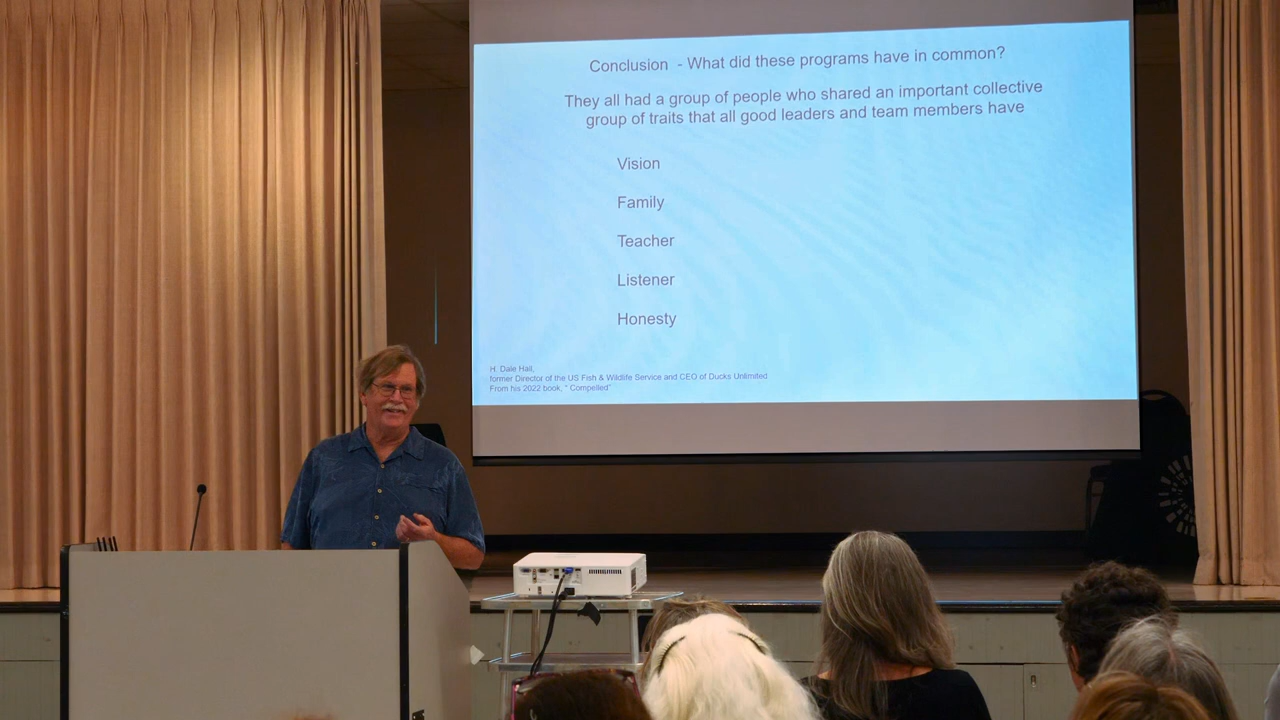 Conclusion - What did these programs have in common?
They all had a group of people who shared an important collective
group of traits that all good leaders and team members have
Vision
Family
Teacher
Listener
Honesty
H. Dale Hall,
former Director of the US Fish & Wildlife Service and CEO of Ducks Unlimited
From his 2022 book, " Compelled"